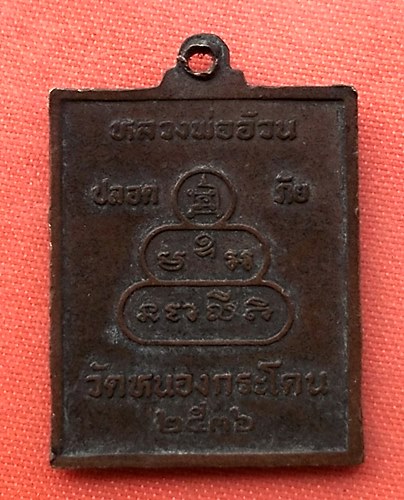 หลวงพ่ออ้วน
ปลอด ภัย
วัดหนองกระโดน
๒๕๓๖